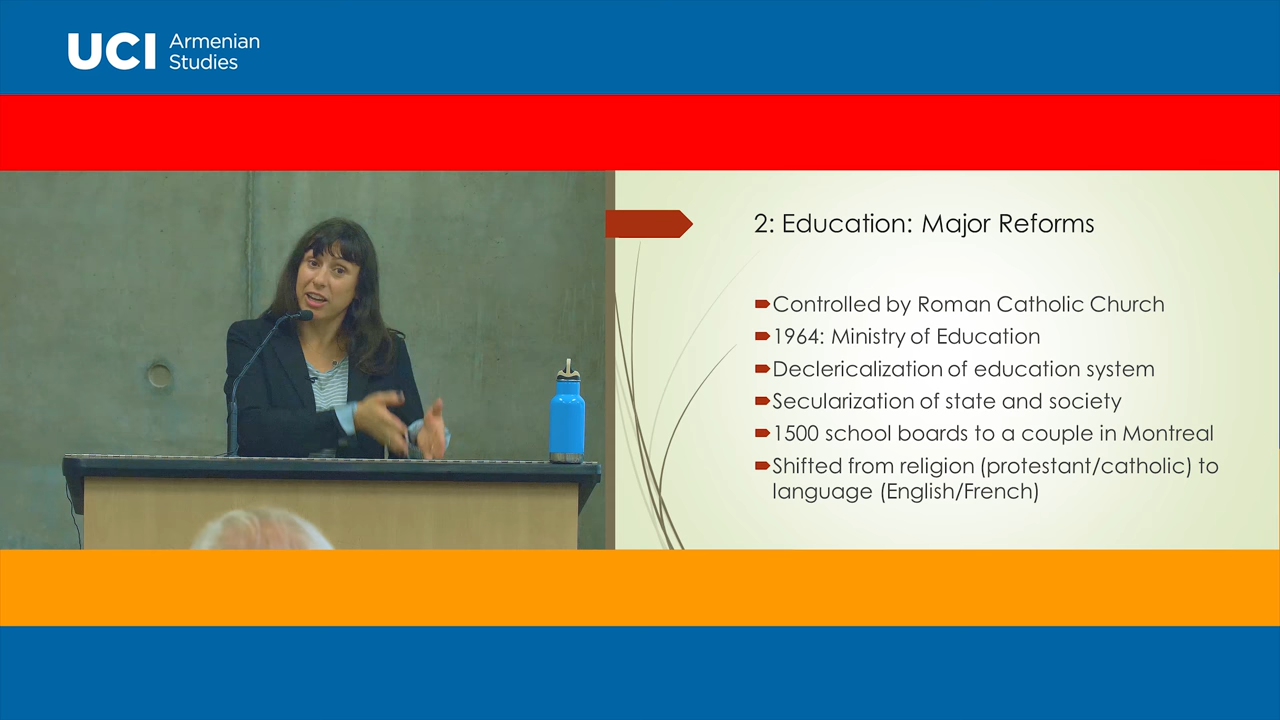 UCI Armenian
Studies
2: Education: Major Reforms
Controlled by Roman Catholic Church
1964: Ministry of Education
Declericalization of education system
Secularization of state and society
1500 school boards to a couple in Montreal
Shifted from religion (protestant/catholic) to
language (English/French)